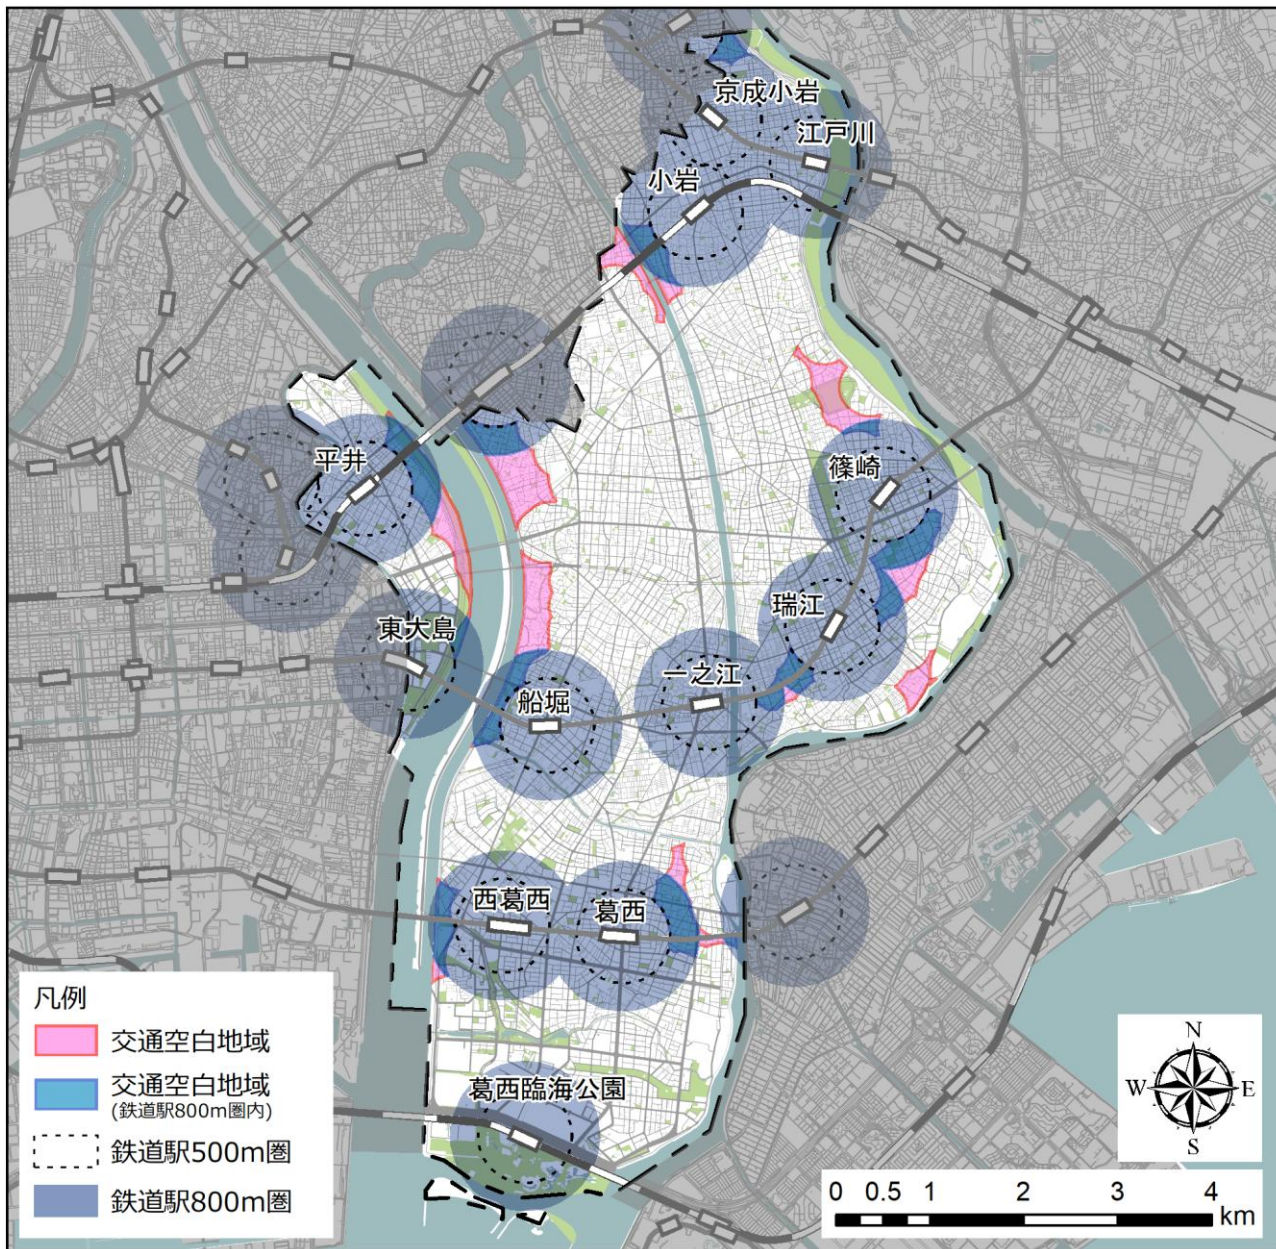 京成小岩
江戸川
小岩
平井
篠崎
瑞江
東大島
一之江
船堀
西葛西
葛西
葛西臨海公園
凡例
交通空白地域
交通空白地域
(鉄道駅800m圏内)
鉄道駅500m圏
鉄道駅800m圏
N
W E
S
0 0.5 1 2 3 4
km